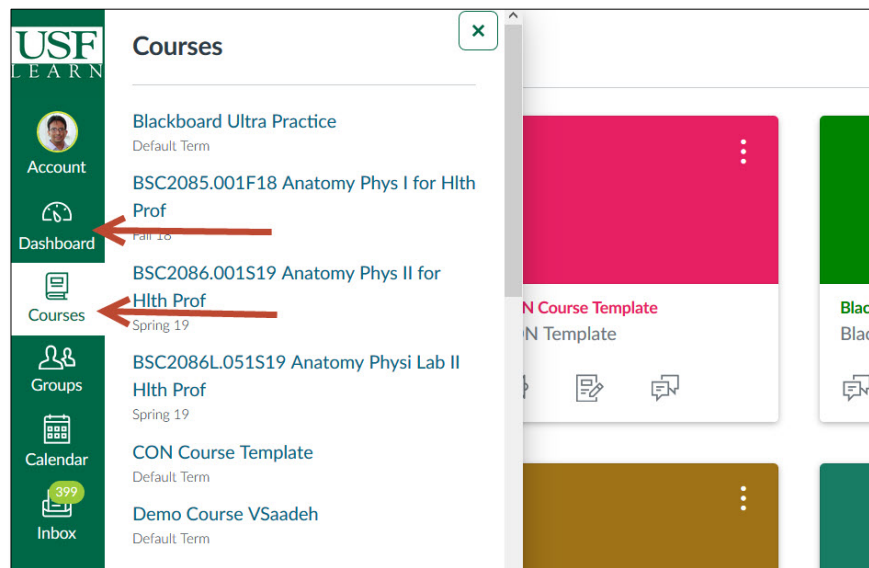 USF
LEARN
Account
Dashboard
Courses
Groups
Calendar
399
Inbox
Courses
×
Blackboard Ultra Practice
Default Term
BSC2085.001F18 Anatomy Phys I for Hlth
Prof
Fall 18
BSC2086.001S19 Anatomy Phys II for
Hlth Prof
Spring 19
BSC2086L.051S19 Anatomy Physi Lab II
Hlth Prof
Spring 19
CON Course Template
Default Term
Demo Course VSaadeh
Default Term
N Course Template
N Template
Blac
Blac